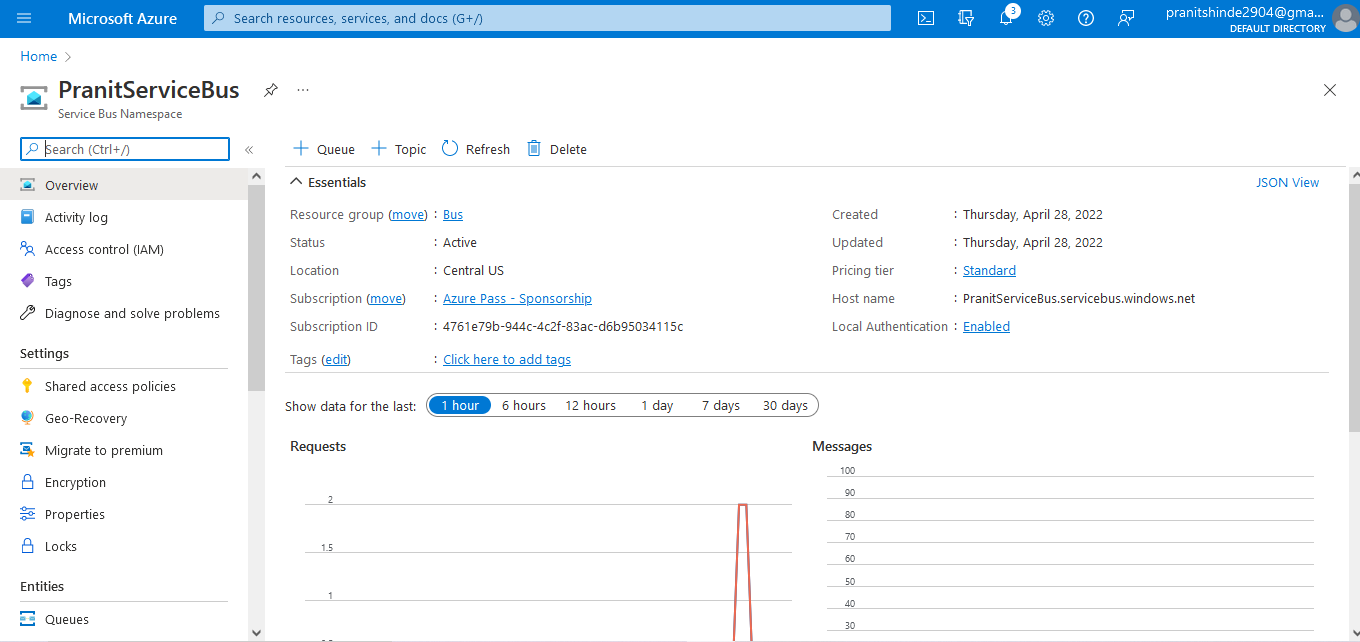 Microsoft Azure
Search resources, services, and docs (G+/)
3
pranitshinde2904@gma...
DEFAULT DIRECTORY
Home
PranitServiceBus
...
Service Bus Namespace
Search (Ctrl+/)
«
Overview
Activity log
Access control (IAM)
Tags
Diagnose and solve problems
Settings
Shared access policies
Geo-Recovery
Migrate to premium
Encryption
Properties
Locks
Entities
Queues
Queue Topic Refresh Delete
Essentials
JSON View
Resource group (move) : Bus
Status : Active
Location : Central US
Subscription (move) : Azure Pass - Sponsorship
Subscription ID : 4761e79b-944c-4c2f-83ac-d6b95034115c
Tags (edit) : Click here to add tags
Created : Thursday, April 28, 2022
Updated : Thursday, April 28, 2022
Pricing tier : Standard
Host name : PranitServiceBus.servicebus.windows.net
Local Authentication : Enabled
Show data for the last: 1 hour 6 hours 12 hours 1 day 7 days 30 days
Requests
2
1.5
1
Messages
100
90
80
70
60
50
40
30